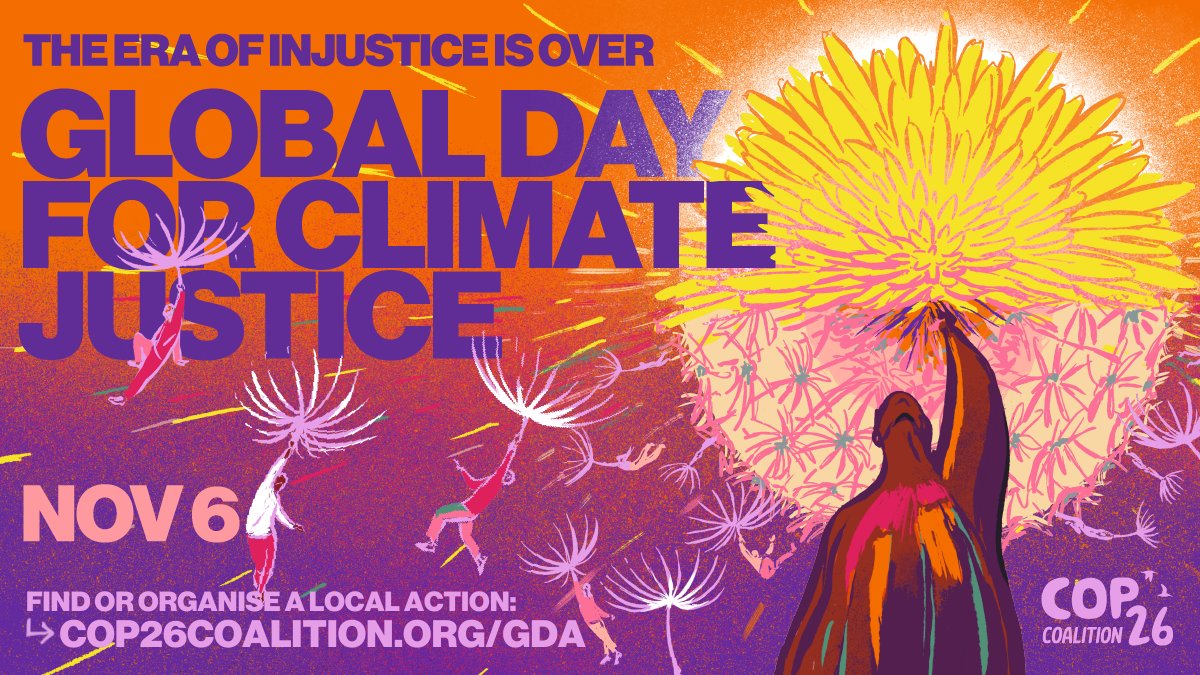 THE ERA OF INJUSTICE IS OVER
GLOBAL DAY
FOR CLIMATE
JUSTICE
NOV 6
FIND OR ORGANISE A LOCAL ACTION:
↳ COP26COALITION.ORG/GDA
COP
COALITION 26